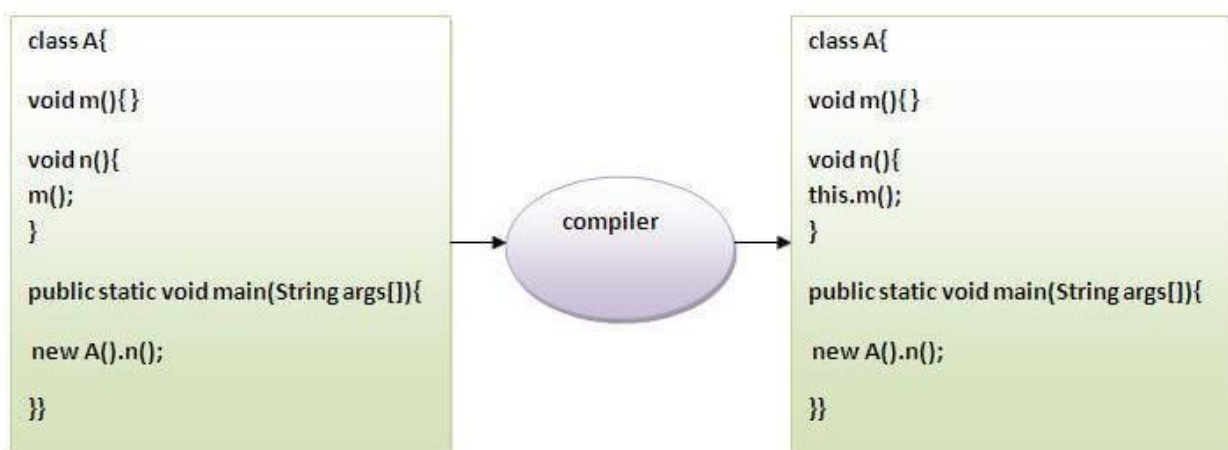 class A{
void m(){ }
void n(){
m();
}
public static void main(String args[]){
new A().n();
}}
compiler
class A{
void m(){ }
void n(){
this.m();
}
public static void main(String args[]){
new A().n();
}}